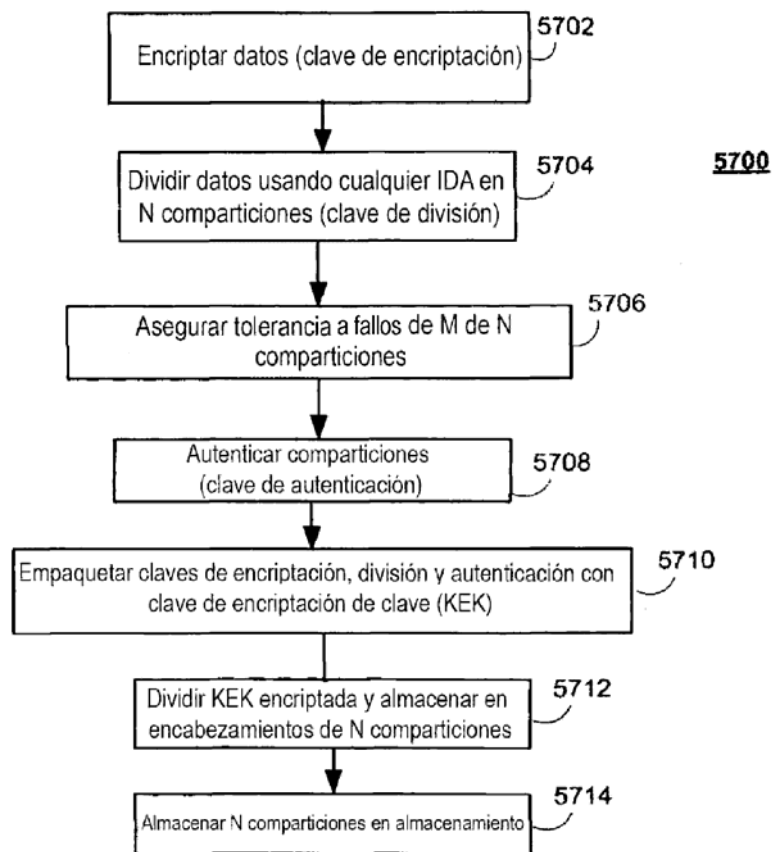 5702
Encriptar datos (clave de encriptación)
5700
5704
Dividir datos usando cualquier IDA en
N comparticiones (clave de división)
5706
Asegurar tolerancia a fallos de M de N
comparticiones
5708
Autenticar comparticiones
(clave de autenticación)
5710
Empaquetar claves de encriptación, división y autenticación con
clave de encriptación de clave (KEK)
5712
Dividir KEK encriptada y almacenar en
encabezamientos de N comparticiones
5714
Almacenar N comparticiones en almacenamiento